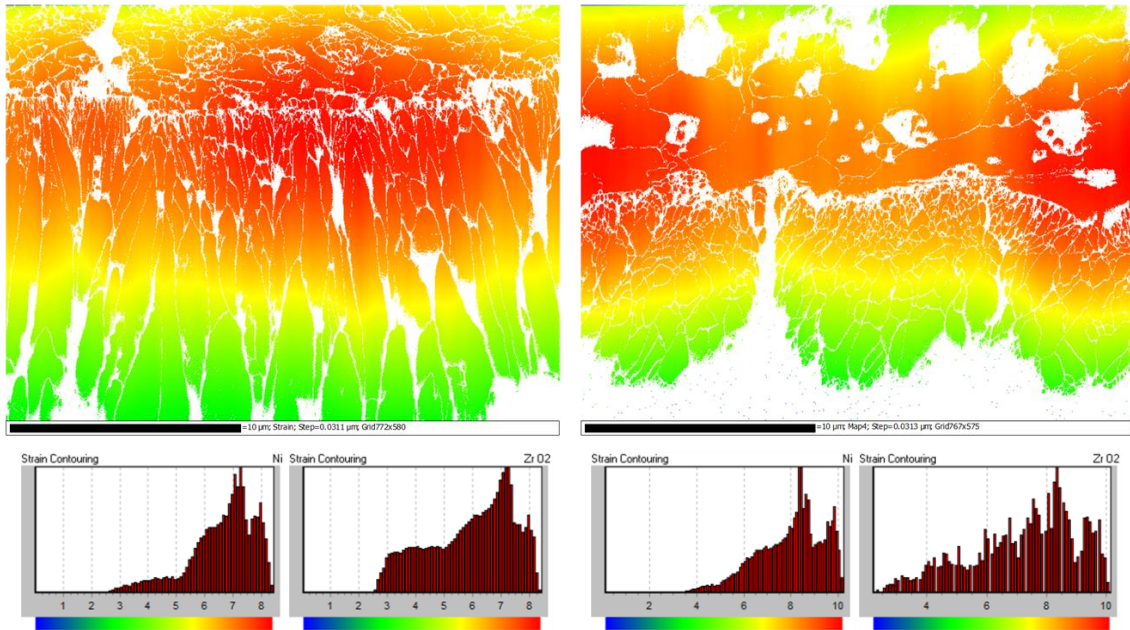 =10 µm; Strain; Step=0.0311 µm; Grid772x580
=10 µm; Map4; Step=0.0313 µm; Grid767x575
Strain Contouring Ni
1 2 3 4 5 6 7 8
Strain Contouring Zr O2
1 2 3 4 5 6 7 8
Strain Contouring Ni
2 4 6 8 10
Strain Contouring Zr O2
4 6 8 10